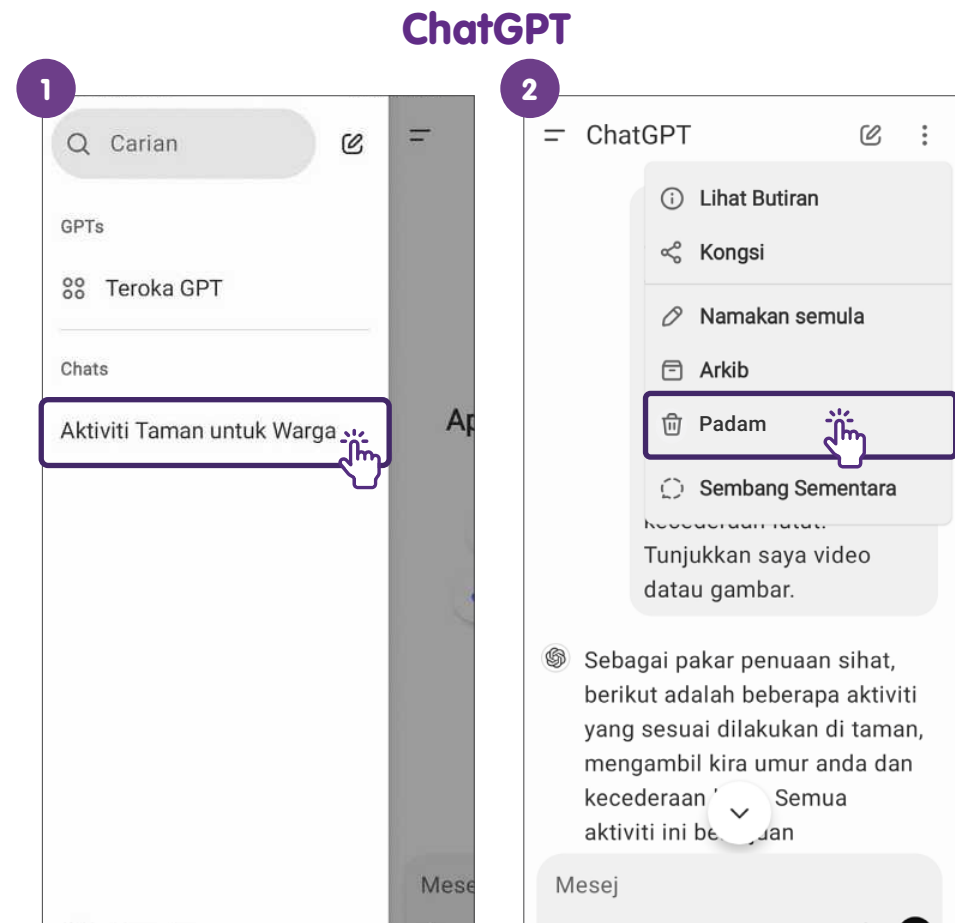 ChatGPT
1
Carian
GPTs
Teroka GPT
Chats
Aktiviti Taman untuk Warga
Ap
Mese
2
ChatGPT
Lihat Butiran
Kongsi
Namakan semula
Arkib
Padam
Sembang Sementara
Tunjukkan saya video
datau gambar.
Sebagai pakar penuaan sihat,
berikut adalah beberapa aktiviti
yang sesuai dilakukan di taman,
mengambil kira umur anda dan
kecederaan Semua
aktiviti ini
Mesej